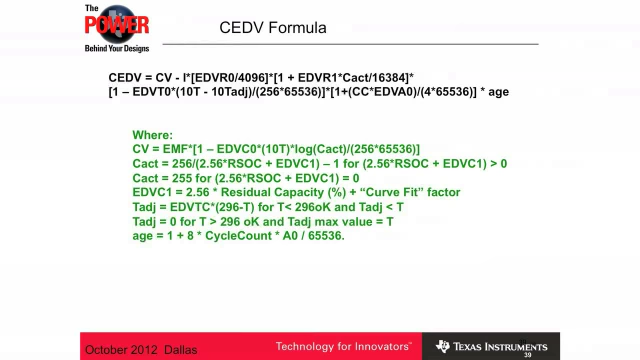 The
POWER
Behind Your Designs
CEDV Formula
CEDV = CV - I*[EDVR0/4096]*[1 + EDVR1*Cact/16384]*
[1 – EDVT0*(10T - 10Tadj)/(256*65536)]*[1+(CC*EDVA0)/(4*65536)] * age
Where:
CV = EMF*[1 – EDVC0*(10T)*log(Cact)/(256*65536)]
Cact = 256/(2.56*RSOC + EDVC1) – 1 for (2.56*RSOC + EDVC1) > 0
Cact = 255 for (2.56*RSOC + EDVC1) = 0
EDVC1 = 2.56 * Residual Capacity (%) + “Curve Fit” factor
Tadj = EDVTC*(296-T) for T< 296oK and Tadj < T
Tadj = 0 for T > 296 oK and Tadj max value = T
age = 1 + 8 * CycleCount * A0 / 65536.
October 2012 Dallas
Technology for Innovators™
TEXAS INSTRUMENTS
39